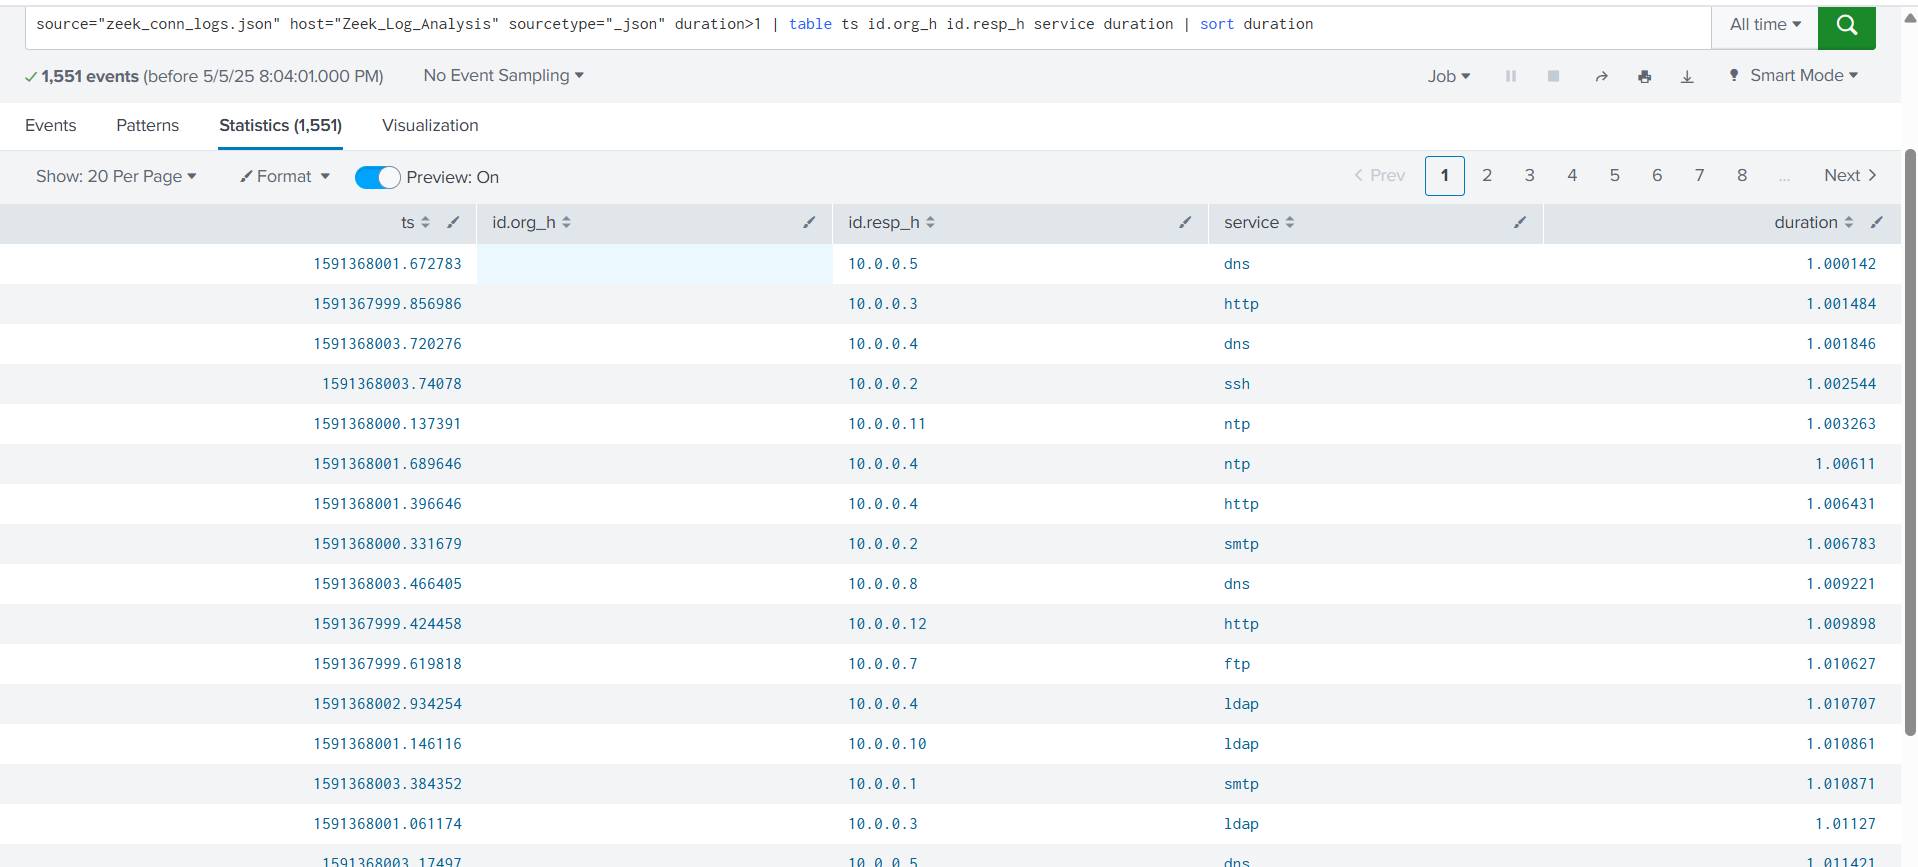 source="zeek_conn_logs.json" host="Zeek_Log_Analysis" sourcetype="_json" duration>1 | table ts id.org_h id.resp_h service duration | sort duration All time
1,551 events (before 5/5/25 8:04:01.000 PM) No Event Sampling Job Smart Mode
Events Patterns Statistics (1,551) Visualization
Show: 20 Per Page Format Preview: On Prev 1 2 3 4 5 6 7 8 ... Next
ts id.org_h id.resp_h service duration
1591368001.672783 10.0.0.5 dns 1.000142
1591367999.856986 10.0.0.3 http 1.001484
1591368003.720276 10.0.0.4 dns 1.001846
1591368003.74078 10.0.0.2 ssh 1.002544
1591368000.137391 10.0.0.11 ntp 1.003263
1591368001.689646 10.0.0.4 ntp 1.00611
1591368001.396646 10.0.0.4 http 1.006431
1591368000.331679 10.0.0.2 smtp 1.006783
1591368003.466405 10.0.0.8 dns 1.009221
1591367999.424458 10.0.0.12 http 1.009898
1591367999.619818 10.0.0.7 ftp 1.010627
1591368002.934254 10.0.0.4 ldap 1.010707
1591368001.146116 10.0.0.10 ldap 1.010861
1591368003.384352 10.0.0.1 smtp 1.010871
1591368001.061174 10.0.0.3 ldap 1.01127
1591368003.17497 10.0.0.5 dns 1.011421